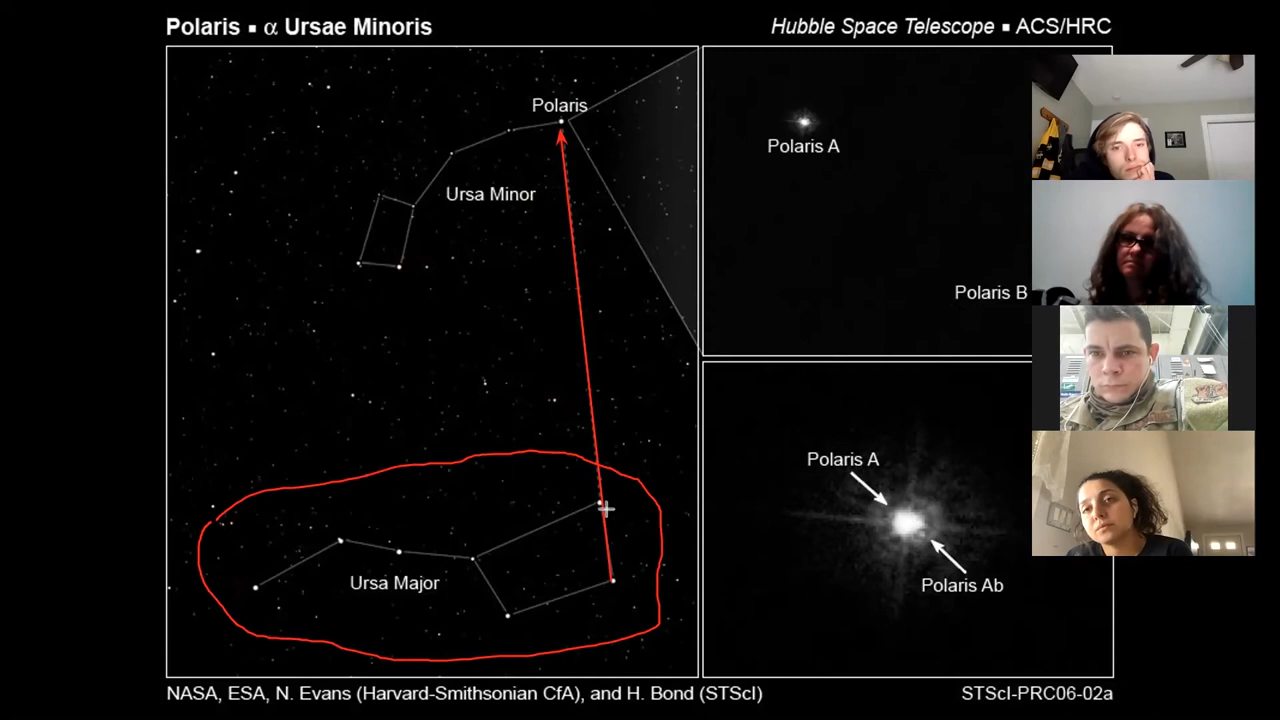 Polaris ▪ α Ursae Minoris
Hubble Space Telescope ▪ ACS/HRC
Polaris
Ursa Minor
Ursa Major
Polaris A
Polaris B
Polaris A
Polaris Ab
NASA, ESA, N. Evans (Harvard-Smithsonian CfA), and H. Bond (STScI)
STScI-PRC06-02a